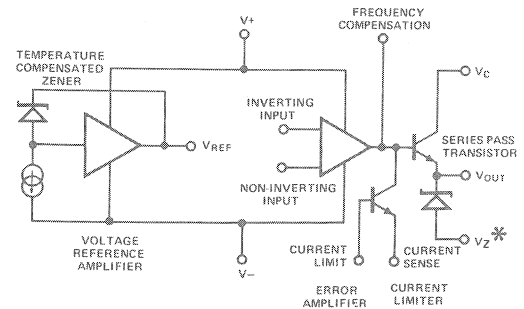 FREQUENCY
COMPENSATION
V+
TEMPERATURE
COMPENSATED
ZENER
VC
INVERTING
INPUT
SERIES PASS
TRANSISTOR
VREF
VOUT
NON-INVERTING
INPUT
VOLTAGE
REFERENCE
AMPLIFIER
V−
CURRENT
LIMIT
CURRENT
SENSE
VZ*
ERROR
AMPLIFIER
CURRENT
LIMITER